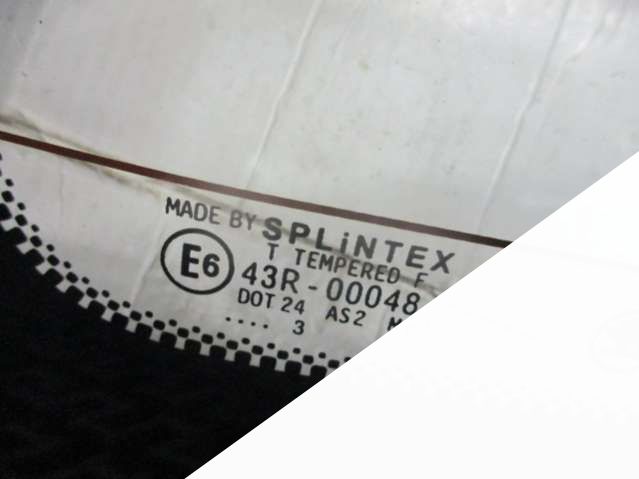 MADE BY SPLiNTEX
T TEMPERED F
E6 43R-00048
DOT 24 AS2
.... 3